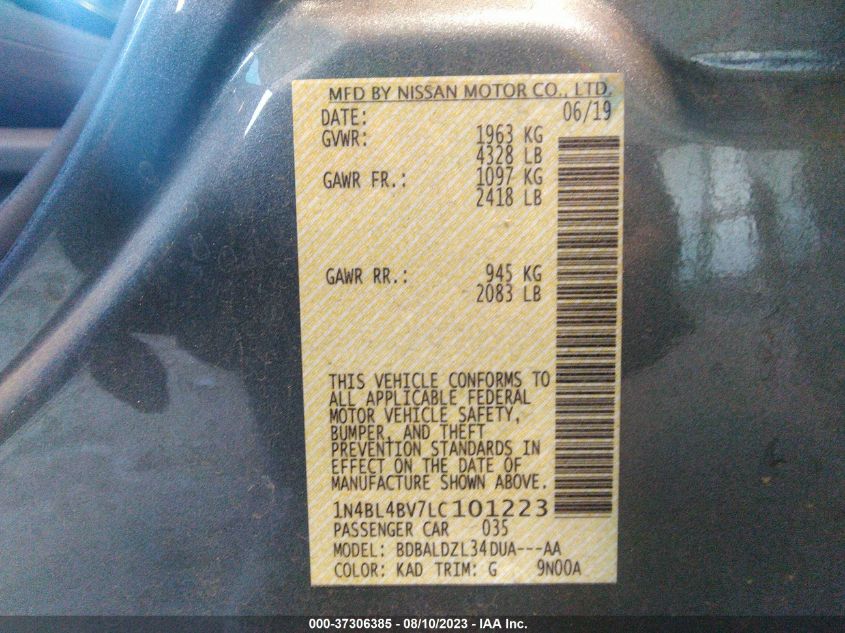 MFD BY NISSAN MOTOR CO., LTD.
DATE: 06/19
GVWR: 1963 KG
4328 LB
GAWR FR.: 1097 KG
2418 LB
GAWR RR.: 945 KG
2083 LB
THIS VEHICLE CONFORMS TO
ALL APPLICABLE FEDERAL
MOTOR VEHICLE SAFETY,
BUMPER, AND THEFT
PREVENTION STANDARDS IN
EFFECT ON THE DATE OF
MANUFACTURE SHOWN ABOVE.
1N4BL4BV7LC101223
PASSENGER CAR 035
MODEL: BDBALDZL34DUA---AA
COLOR: KAD TRIM: G 9N00A
000-37306385 - 08/10/2023 - IAA Inc.